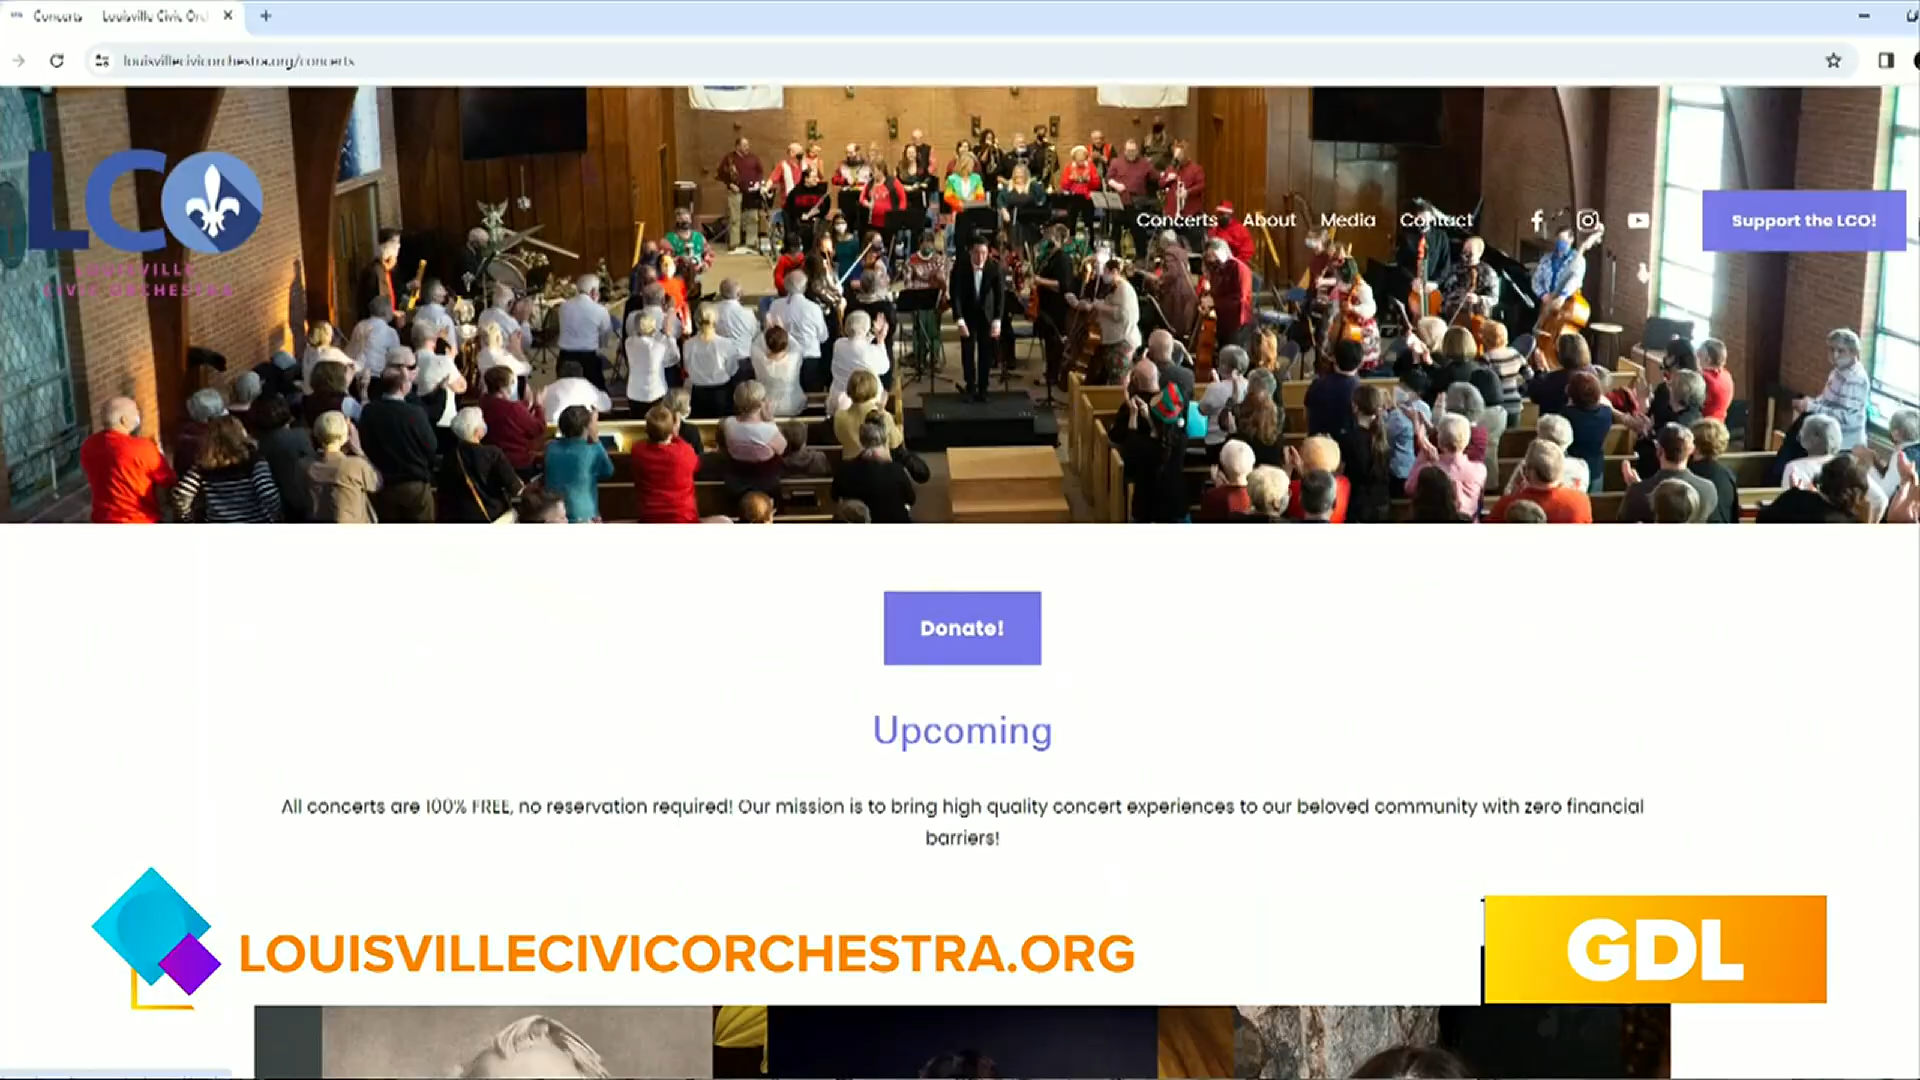 Concerts Louisville Civic Orc
louisvillecivicorchestra.org/concerts
LCO
LOUISVILLE
CIVIC ORCHESTRA
Concerts About Media Contact
Support the LCO!
Donate!
Upcoming
All concerts are 100% FREE, no reservation required! Our mission is to bring high quality concert experiences to our beloved community with zero financial
barriers!
LOUISVILLECIVICORCHESTRA.ORG
GDL